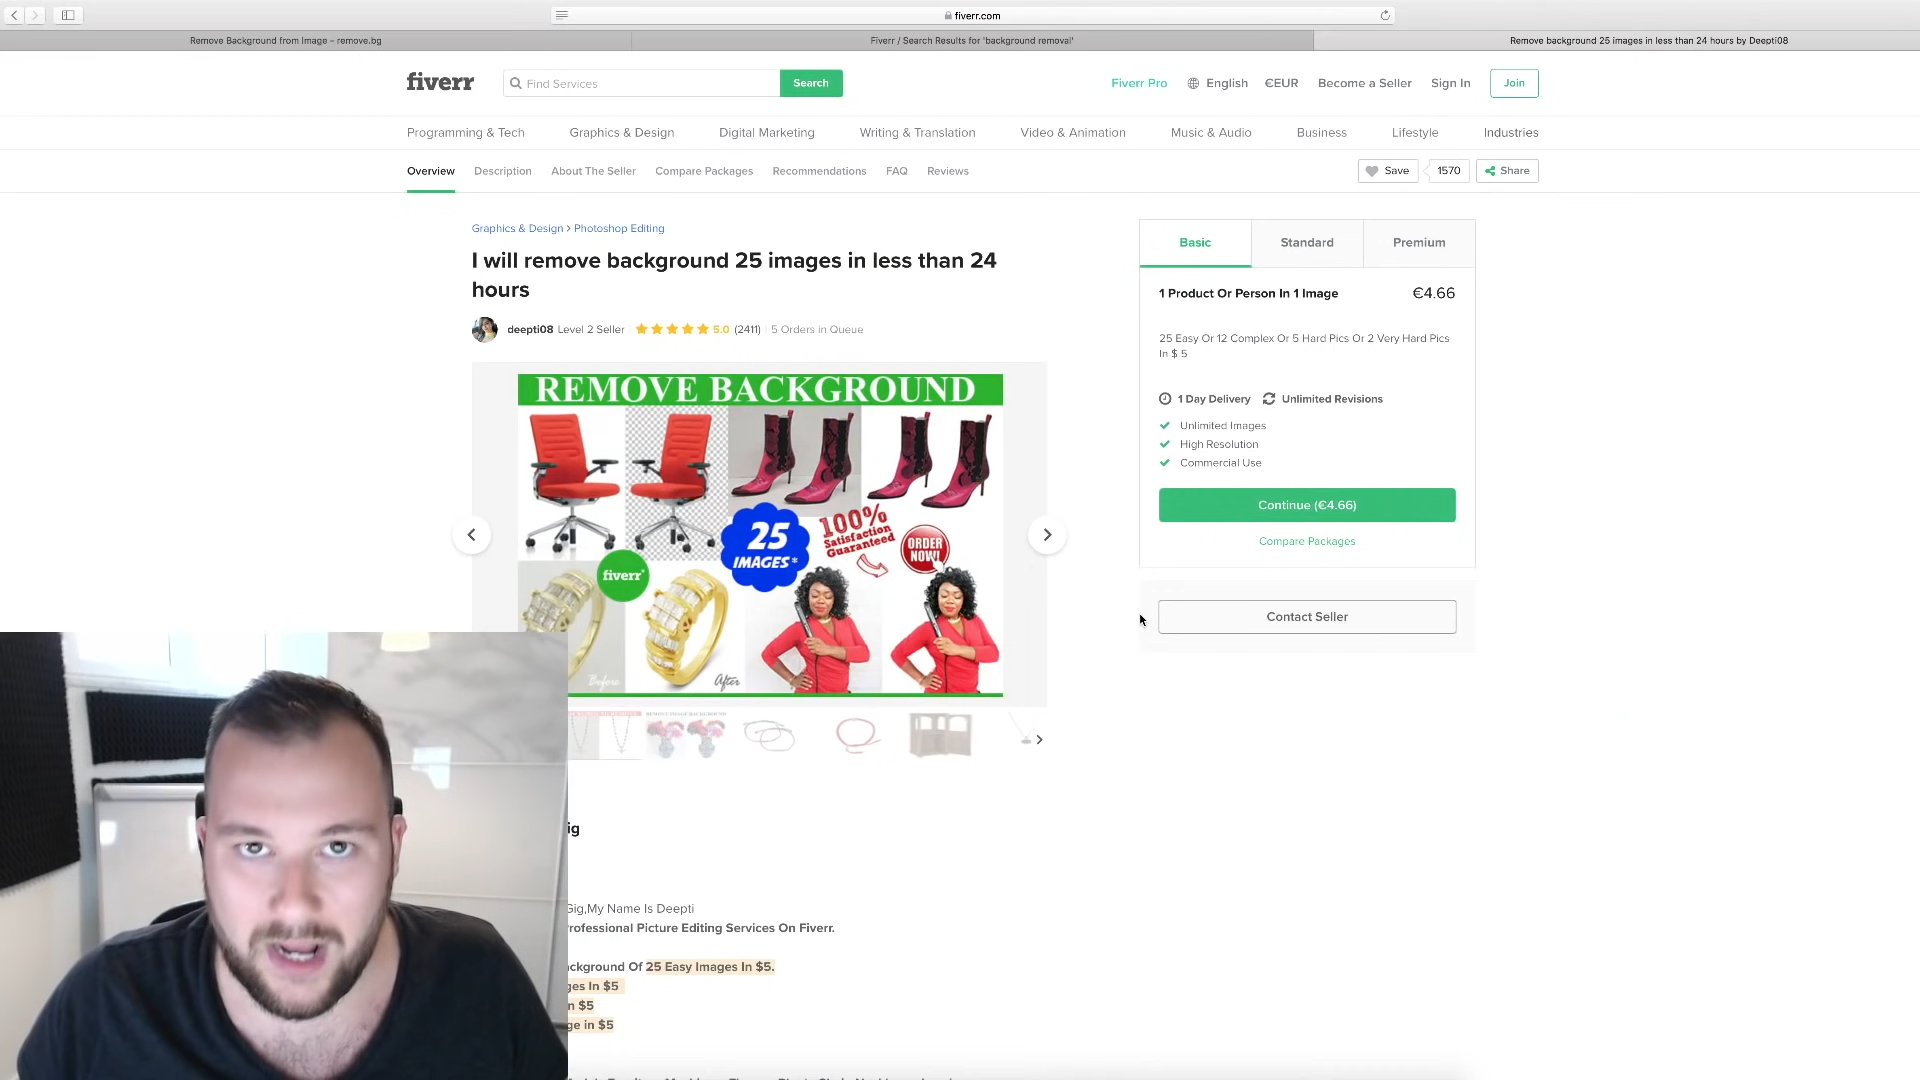 fiverr.com
Remove Background from Image – remove.bg
Fiverr / Search Results for 'background removal'
Remove background 25 images in less than 24 hours by Deepti08
fiverr
Find Services
Search
Fiverr Pro
English
€EUR
Become a Seller
Sign In
Join
Programming & Tech
Graphics & Design
Digital Marketing
Writing & Translation
Video & Animation
Music & Audio
Business
Lifestyle
Industries
Overview
Description
About The Seller
Compare Packages
Recommendations
FAQ
Reviews
Save
1570
Share
Graphics & Design > Photoshop Editing
I will remove background 25 images in less than 24
hours
deepti08 Level 2 Seller
5.0 (2411)
5 Orders in Queue
REMOVE BACKGROUND
25
IMAGES*
100%
Satisfaction
Guaranteed
ORDER
NOW!
fiverr
Before
After
Basic
Standard
Premium
1 Product Or Person In 1 Image
€4.66
25 Easy Or 12 Complex Or 5 Hard Pics Or 2 Very Hard Pics
In $ 5
1 Day Delivery
Unlimited Revisions
Unlimited Images
High Resolution
Commercial Use
Continue (€4.66)
Compare Packages
Contact Seller
ig
Gig,My Name Is Deepti
rofessional Picture Editing Services On Fiverr.
ckground Of 25 Easy Images In $5.
ges In $5
n $5
ge in $5